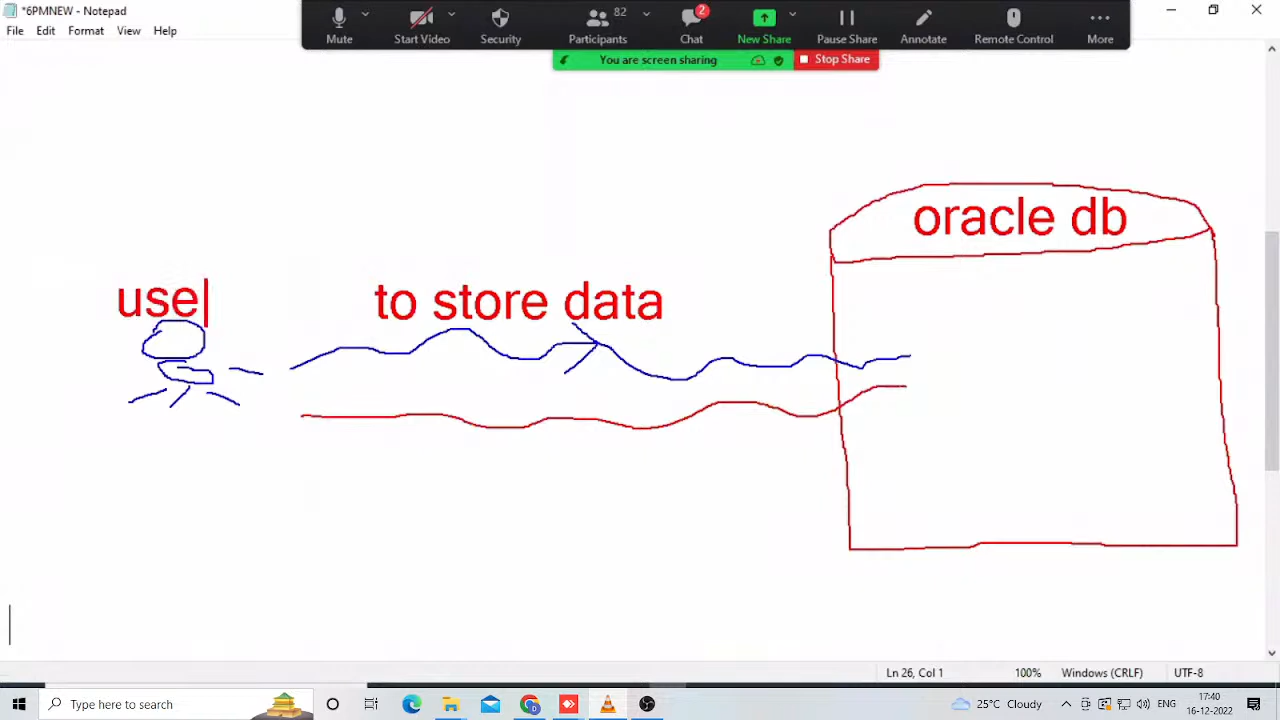 *6PMNEW - Notepad
File Edit Format View Help
Mute Start Video Security 82 Participants 2 Chat New Share Pause Share Annotate Remote Control More
You are screen sharing Stop Share
oracle db
use to store data
Ln 26, Col 1 100% Windows (CRLF) UTF-8
Type here to search
25°C Cloudy ENG 17:40
16-12-2022